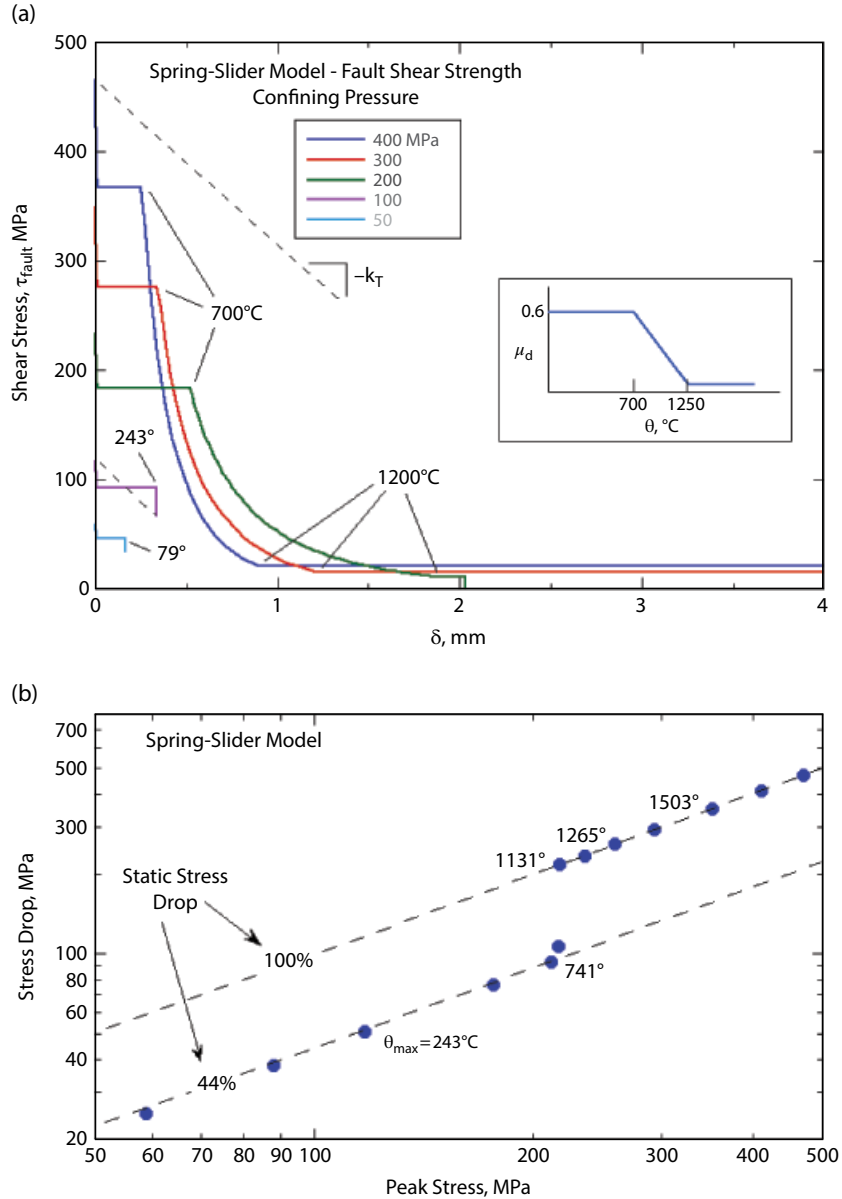 (a)
500
400
300
200
100
0
Shear Stress, τfault MPa
Spring-Slider Model - Fault Shear Strength
Confining Pressure
400 MPa
300
200
100
50
–kT
700°C
243°
79°
1200°C
0.6
μd
700
1250
θ, °C
0
1
2
3
4
δ, mm
(b)
700
500
300
100
80
60
40
20
Stress Drop, MPa
Spring-Slider Model
Static Stress
Drop
100%
44%
1131°
1265°
1503°
741°
θmax = 243°C
50
60
70
80
90
100
200
300
400
500
Peak Stress, MPa